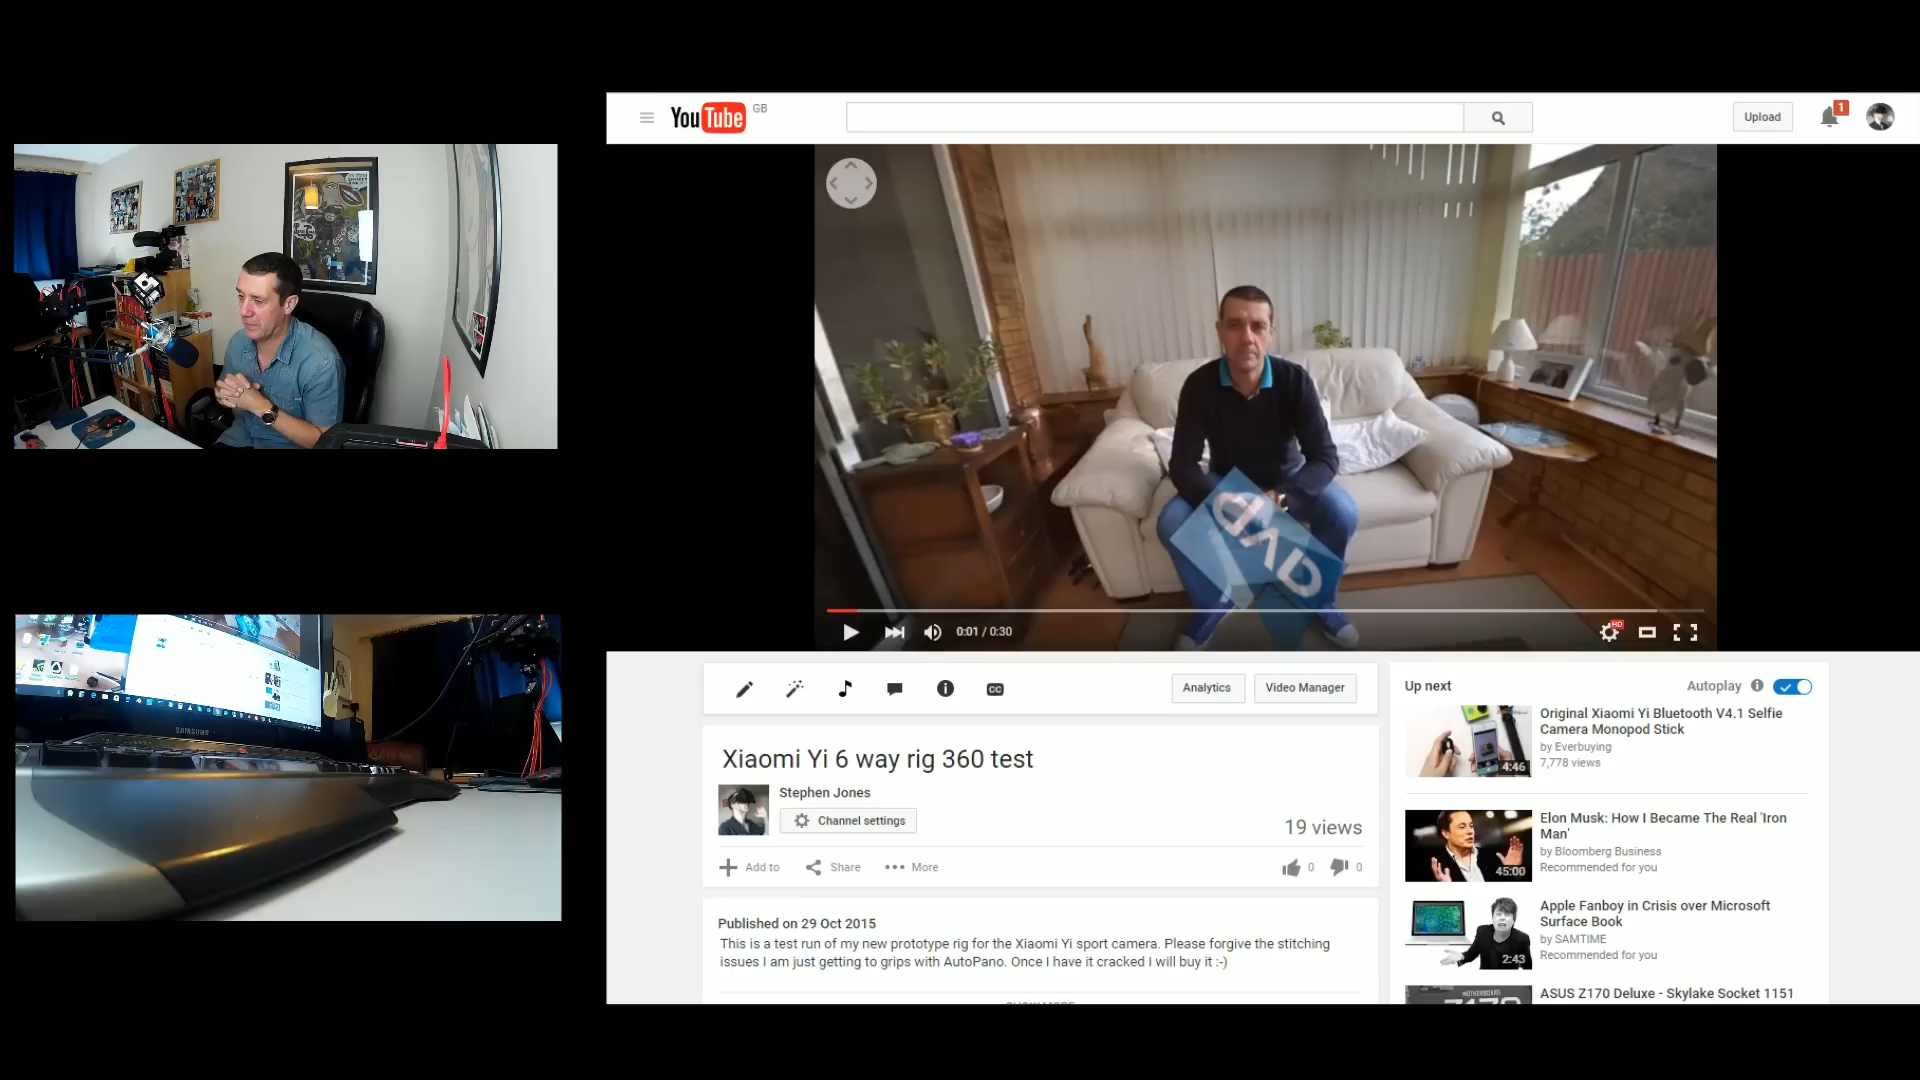 YouTube GB
Upload
1
AVP
0:01 / 0:30
HD
SAMSUNG
CC
Analytics
Video Manager
Xiaomi Yi 6 way rig 360 test
Stephen Jones
Channel settings
19 views
Add to
Share
More
0
0
Published on 29 Oct 2015
This is a test run of my new prototype rig for the Xiaomi Yi sport camera. Please forgive the stitching
issues I am just getting to grips with AutoPano. Once I have it cracked I will buy it :-)
Up next
Autoplay
Original Xiaomi Yi Bluetooth V4.1 Selfie
Camera Monopod Stick
by Everbuying
7,778 views
4:46
Elon Musk: How I Became The Real 'Iron
Man'
by Bloomberg Business
Recommended for you
45:00
Apple Fanboy in Crisis over Microsoft
Surface Book
by SAMTIME
Recommended for you
2:43
ASUS Z170 Deluxe - Skylake Socket 1151